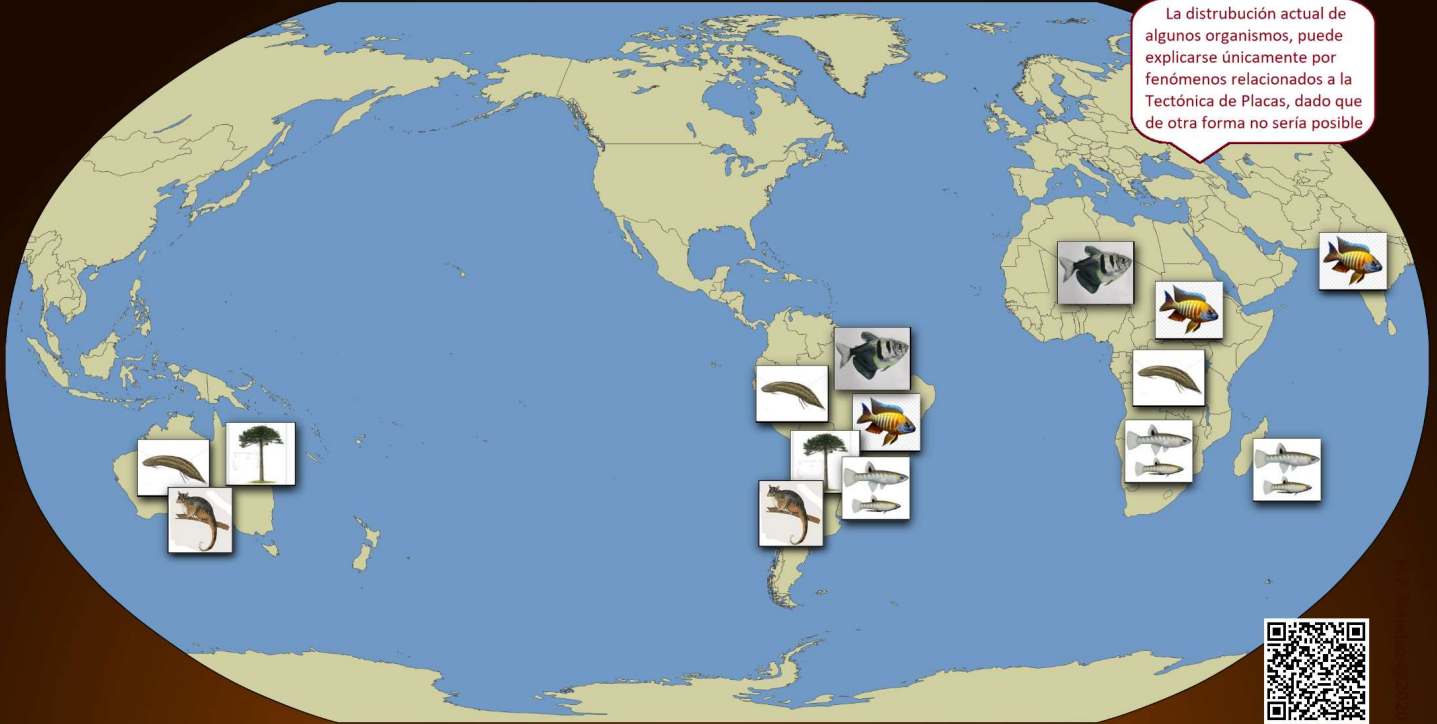 La distrubución actual de
algunos organismos, puede
explicarse únicamente por
fenómenos relacionados a la
Tectónica de Placas, dado que
de otra forma no sería posible